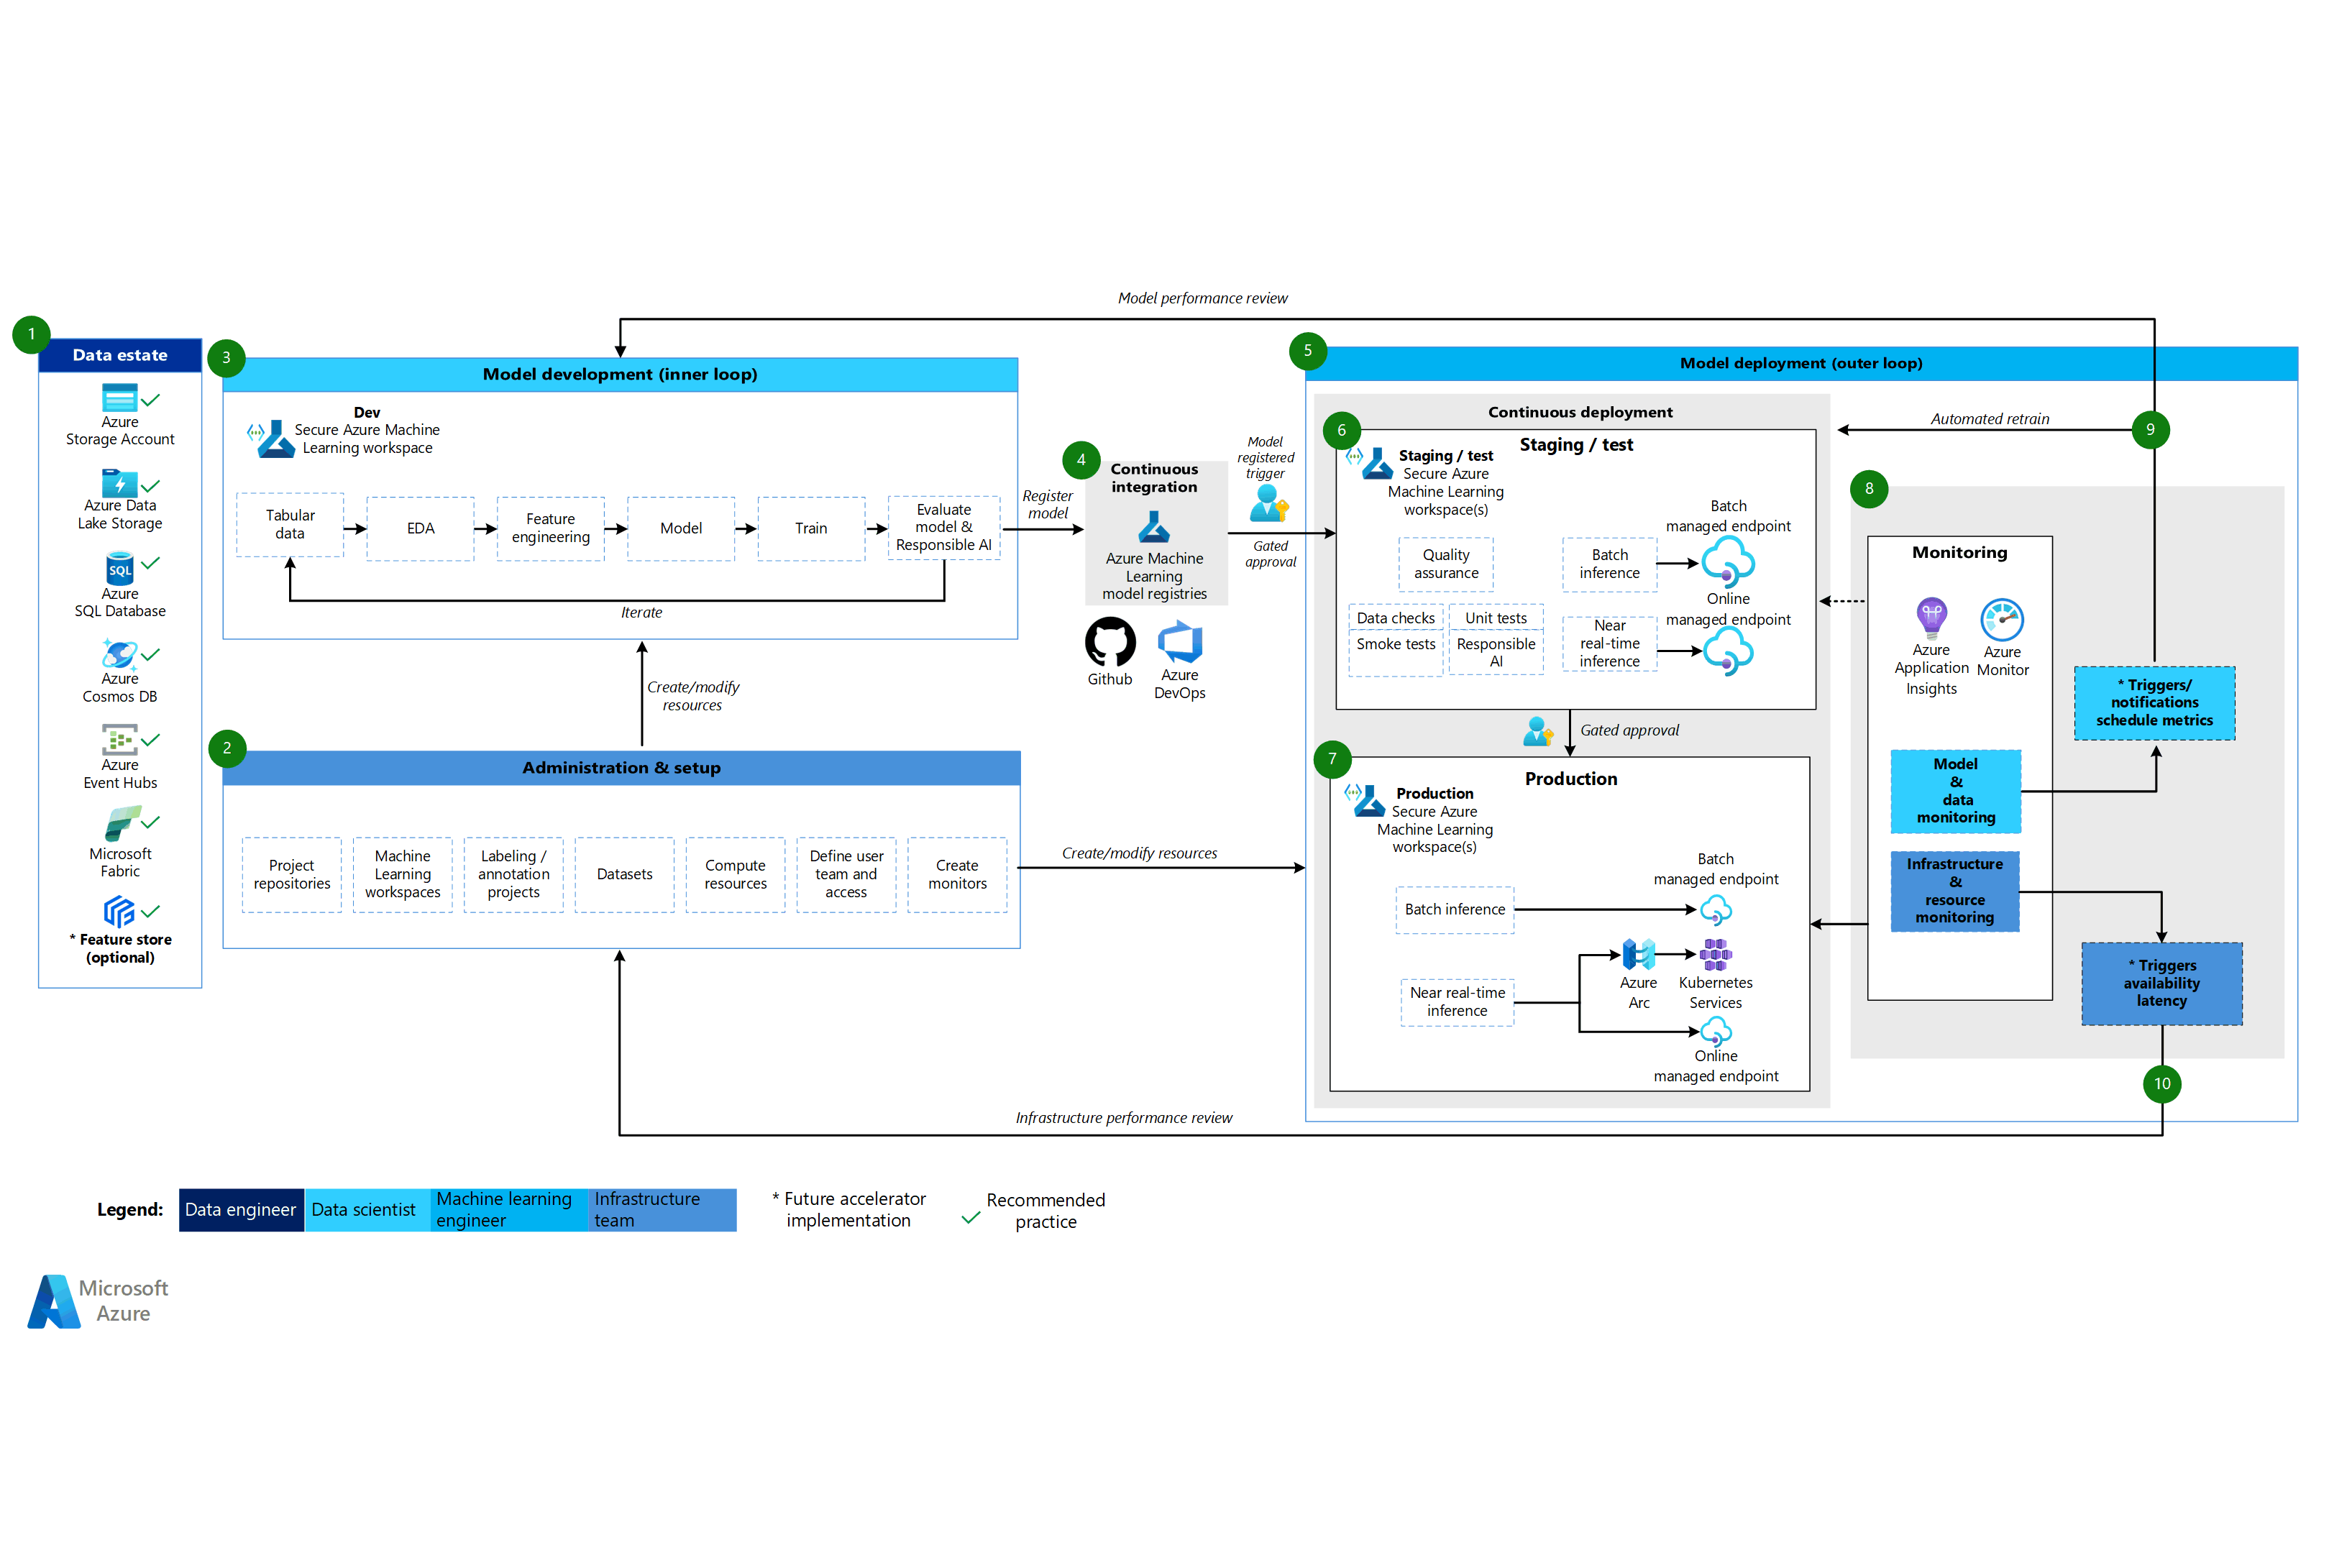 Model performance review
1
Data estate
Azure
Storage Account
Azure Data
Lake Storage
SQL
Azure
SQL Database
Azure
Cosmos DB
Azure
Event Hubs
Microsoft
Fabric
* Feature store
(optional)
3
Model development (inner loop)
Dev
Secure Azure Machine
Learning workspace
Tabular
data
EDA
Feature
engineering
Model
Train
Evaluate
model &
Responsible AI
Iterate
Register
model
Create/modify
resources
2
Administration & setup
Project
repositories
Machine
Learning
workspaces
Labeling /
annotation
projects
Datasets
Compute
resources
Define user
team and
access
Create
monitors
Create/modify resources
4
Continuous
integration
Azure Machine
Learning
model registries
Github
Azure
DevOps
Model
registered
trigger
Gated
approval
5
Model deployment (outer loop)
Continuous deployment
6
Staging / test
Staging / test
Secure Azure
Machine Learning
workspace(s)
Quality
assurance
Data checks
Unit tests
Smoke tests
Responsible
AI
Batch
inference
Batch
managed endpoint
Near
real-time
inference
Online
managed endpoint
Gated approval
7
Production
Production
Secure Azure
Machine Learning
workspace(s)
Batch inference
Batch
managed endpoint
Near real-time
inference
Azure
Arc
Kubernetes
Services
Online
managed endpoint
Automated retrain
9
8
Monitoring
Azure
Application
Insights
Azure
Monitor
Model
&
data
monitoring
Infrastructure
&
resource
monitoring
* Triggers/
notifications
schedule metrics
* Triggers
availability
latency
10
Infrastructure performance review
Legend:
Data engineer
Data scientist
Machine learning
engineer
Infrastructure
team
* Future accelerator
implementation
Recommended
practice
Microsoft
Azure